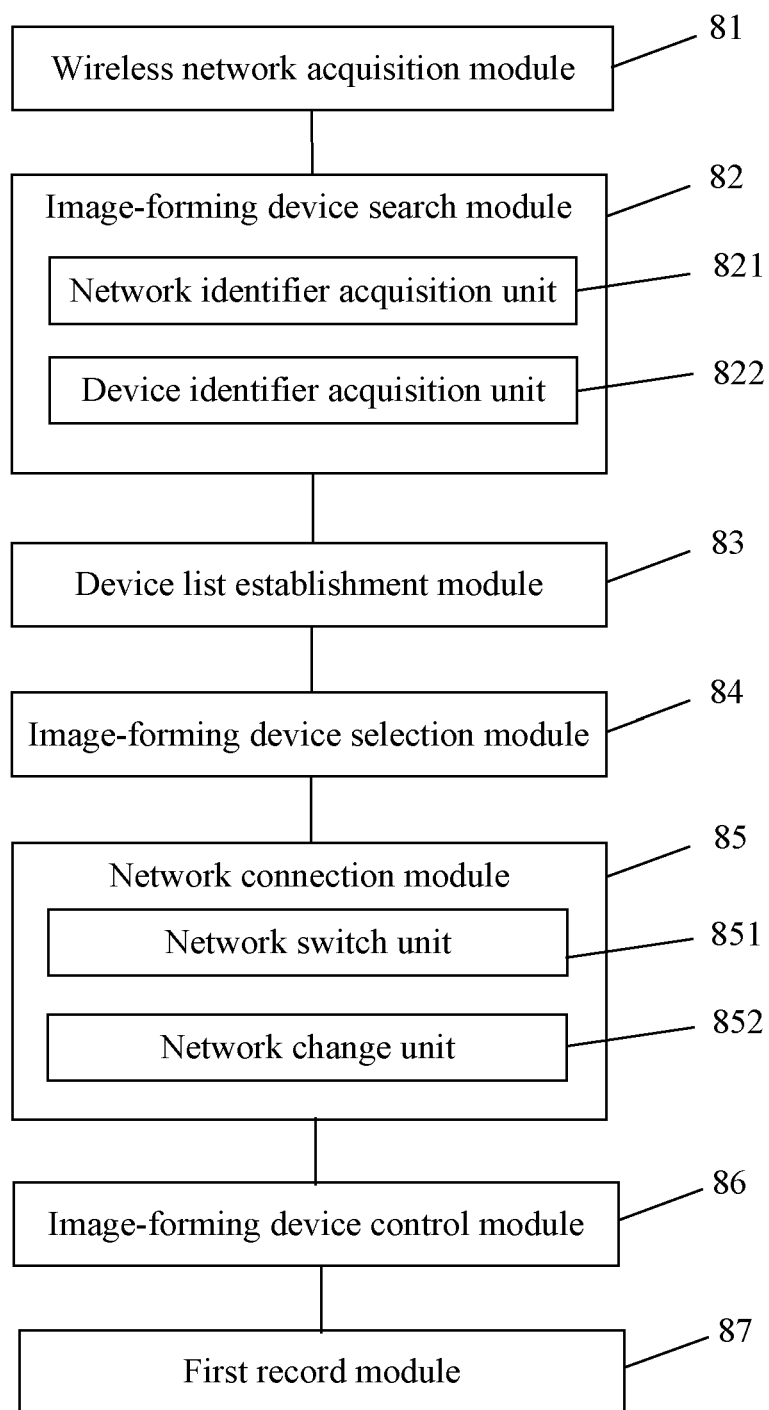 81
Wireless network acquisition module
82
Image-forming device search module
821
Network identifier acquisition unit
822
Device identifier acquisition unit
83
Device list establishment module
84
Image-forming device selection module
85
Network connection module
851
Network switch unit
852
Network change unit
86
Image-forming device control module
87
First record module